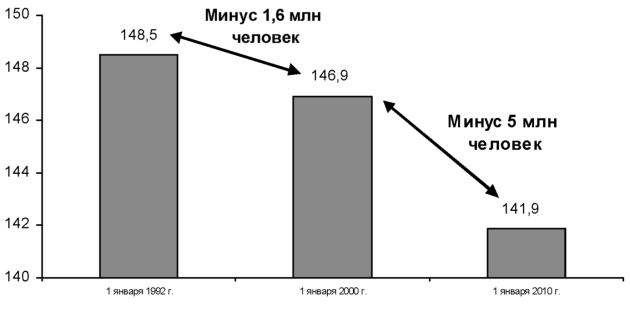 150
148
146
144
142
140
Минус 1,6 млн
человек
148,5
146,9
Минус 5 млн
человек
141,9
1 января 1992 г.
1 января 2000 г.
1 января 2010 г.